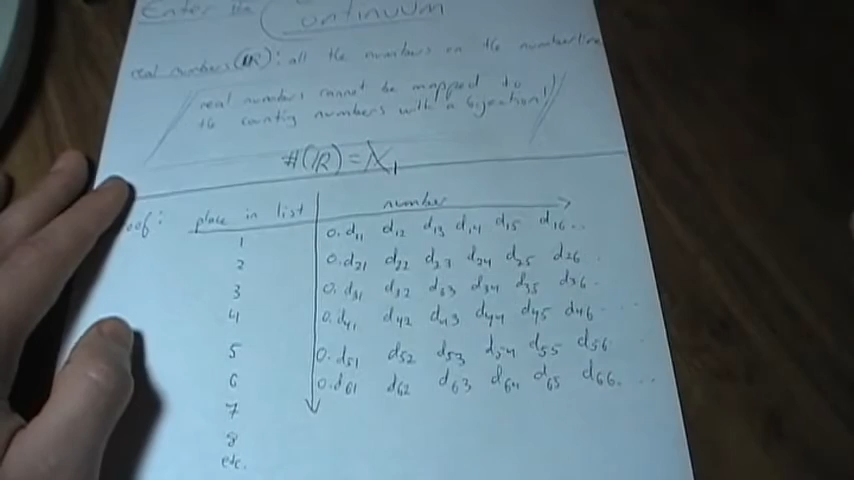 Enter the Continuum
real numbers (ℝ): all the numbers on the numberline
real numbers cannot be mapped to
the counting numbers with a bijection!
#(ℝ) = ℵ₁
oof: place in list number
1 0.d₁₁ d₁₂ d₁₃ d₁₄ d₁₅ d₁₆ ..
2 0.d₂₁ d₂₂ d₂₃ d₂₄ d₂₅ d₂₆ .
3 0.d₃₁ d₃₂ d₃₃ d₃₄ d₃₅ d₃₆ .
4 0.d₄₁ d₄₂ d₄₃ d₄₄ d₄₅ d₄₆ ...
5 0.d₅₁ d₅₂ d₅₃ d₅₄ d₅₅ d₅₆ .
6 0.d₆₁ d₆₂ d₆₃ d₆₄ d₆₅ d₆₆. ..
7
8
etc.